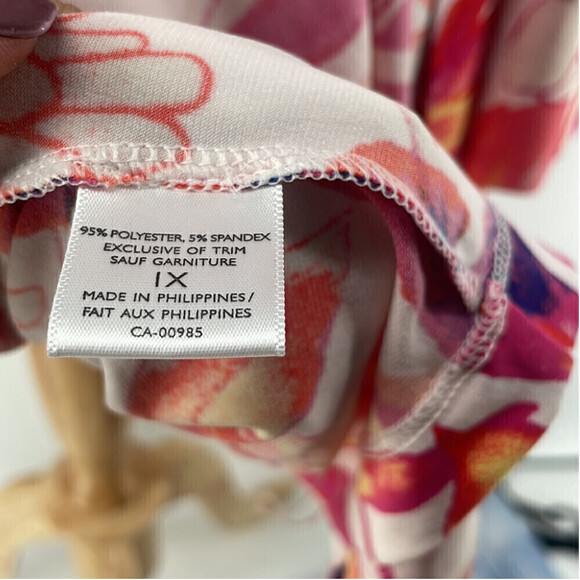 95% POLYESTER, 5% SPANDEX
EXCLUSIVE OF TRIM
SAUF GARNITURE
1X
MADE IN PHILIPPINES/
FAIT AUX PHILIPPINES
CA-00985